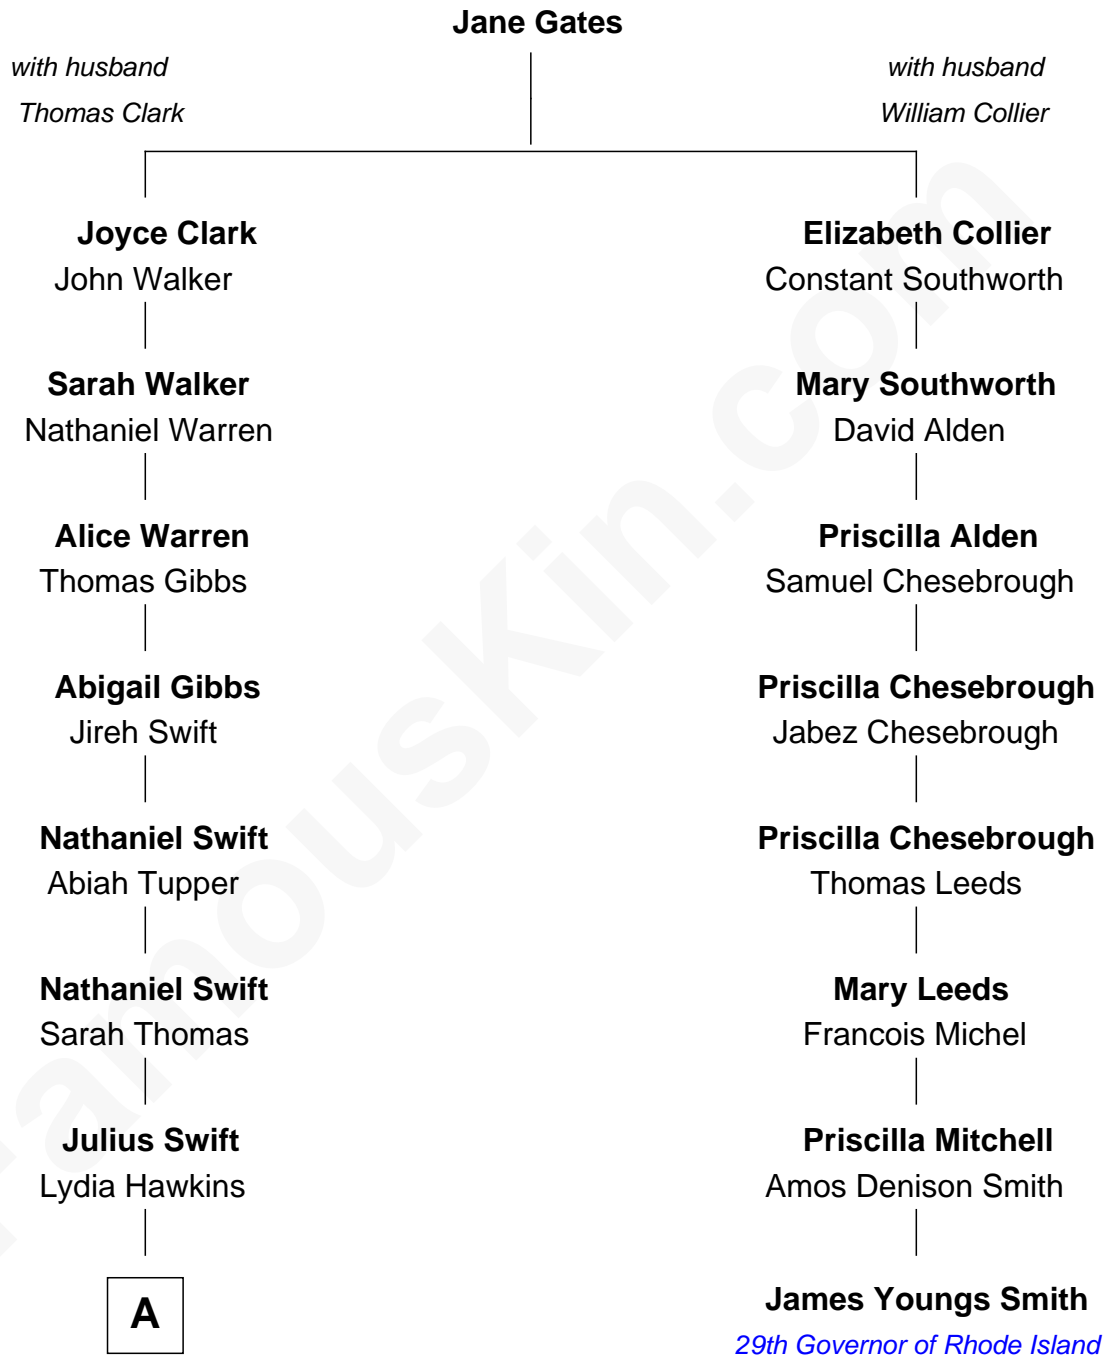 Jane Gates
with husband
Thomas Clark
with husband
William Collier
Joyce Clark
John Walker
Elizabeth Collier
Constant Southworth
Sarah Walker
Nathaniel Warren
Mary Southworth
David Alden
Alice Warren
Thomas Gibbs
Priscilla Alden
Samuel Chesebrough
Abigail Gibbs
Jireh Swift
Priscilla Chesebrough
Jabez Chesebrough
Nathaniel Swift
Abiah Tupper
Priscilla Chesebrough
Thomas Leeds
Nathaniel Swift
Sarah Thomas
Mary Leeds
Francois Michel
Julius Swift
Lydia Hawkins
Priscilla Mitchell
Amos Denison Smith
A
James Youngs Smith
29th Governor of Rhode Island
FamousKin.com